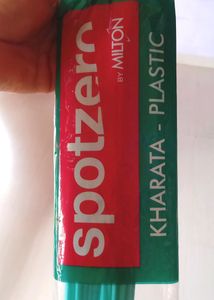 spotzero
BY MILTON
KHARATA - PLASTIC